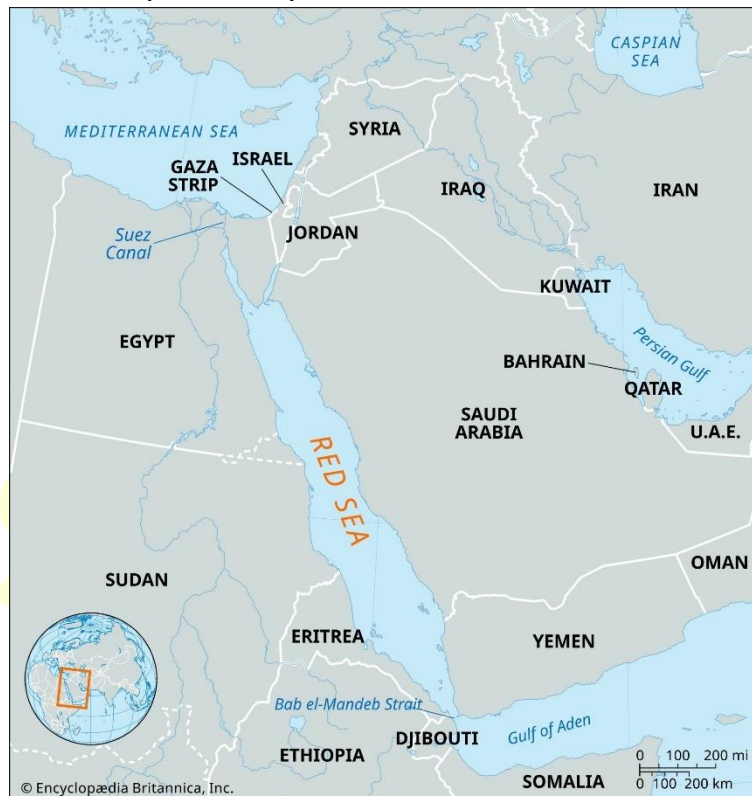 CASPIAN
SEA
MEDITERRANEAN SEA
SYRIA
GAZA
STRIP
ISRAEL
IRAQ
IRAN
Suez
Canal
JORDAN
KUWAIT
EGYPT
Persian Gulf
BAHRAIN
QATAR
SAUDI
ARABIA
U.A.E.
RED SEA
OMAN
SUDAN
ERITREA
YEMEN
Bab el-Mandeb Strait
Gulf of Aden
DJIBOUTI
ETHIOPIA
SOMALIA
0 100 200 mi
0 100 200 km
© Encyclopædia Britannica, Inc.